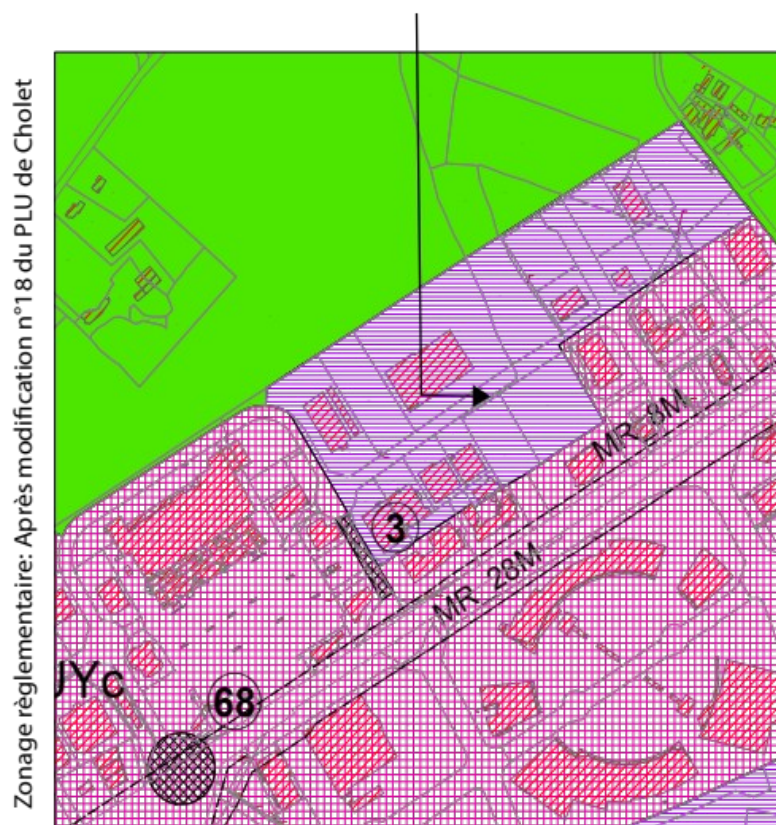 Zonage règlementaire: Après modification n°18 du PLU de Cholet
MR 8M
3
MR 28M
UYc
68